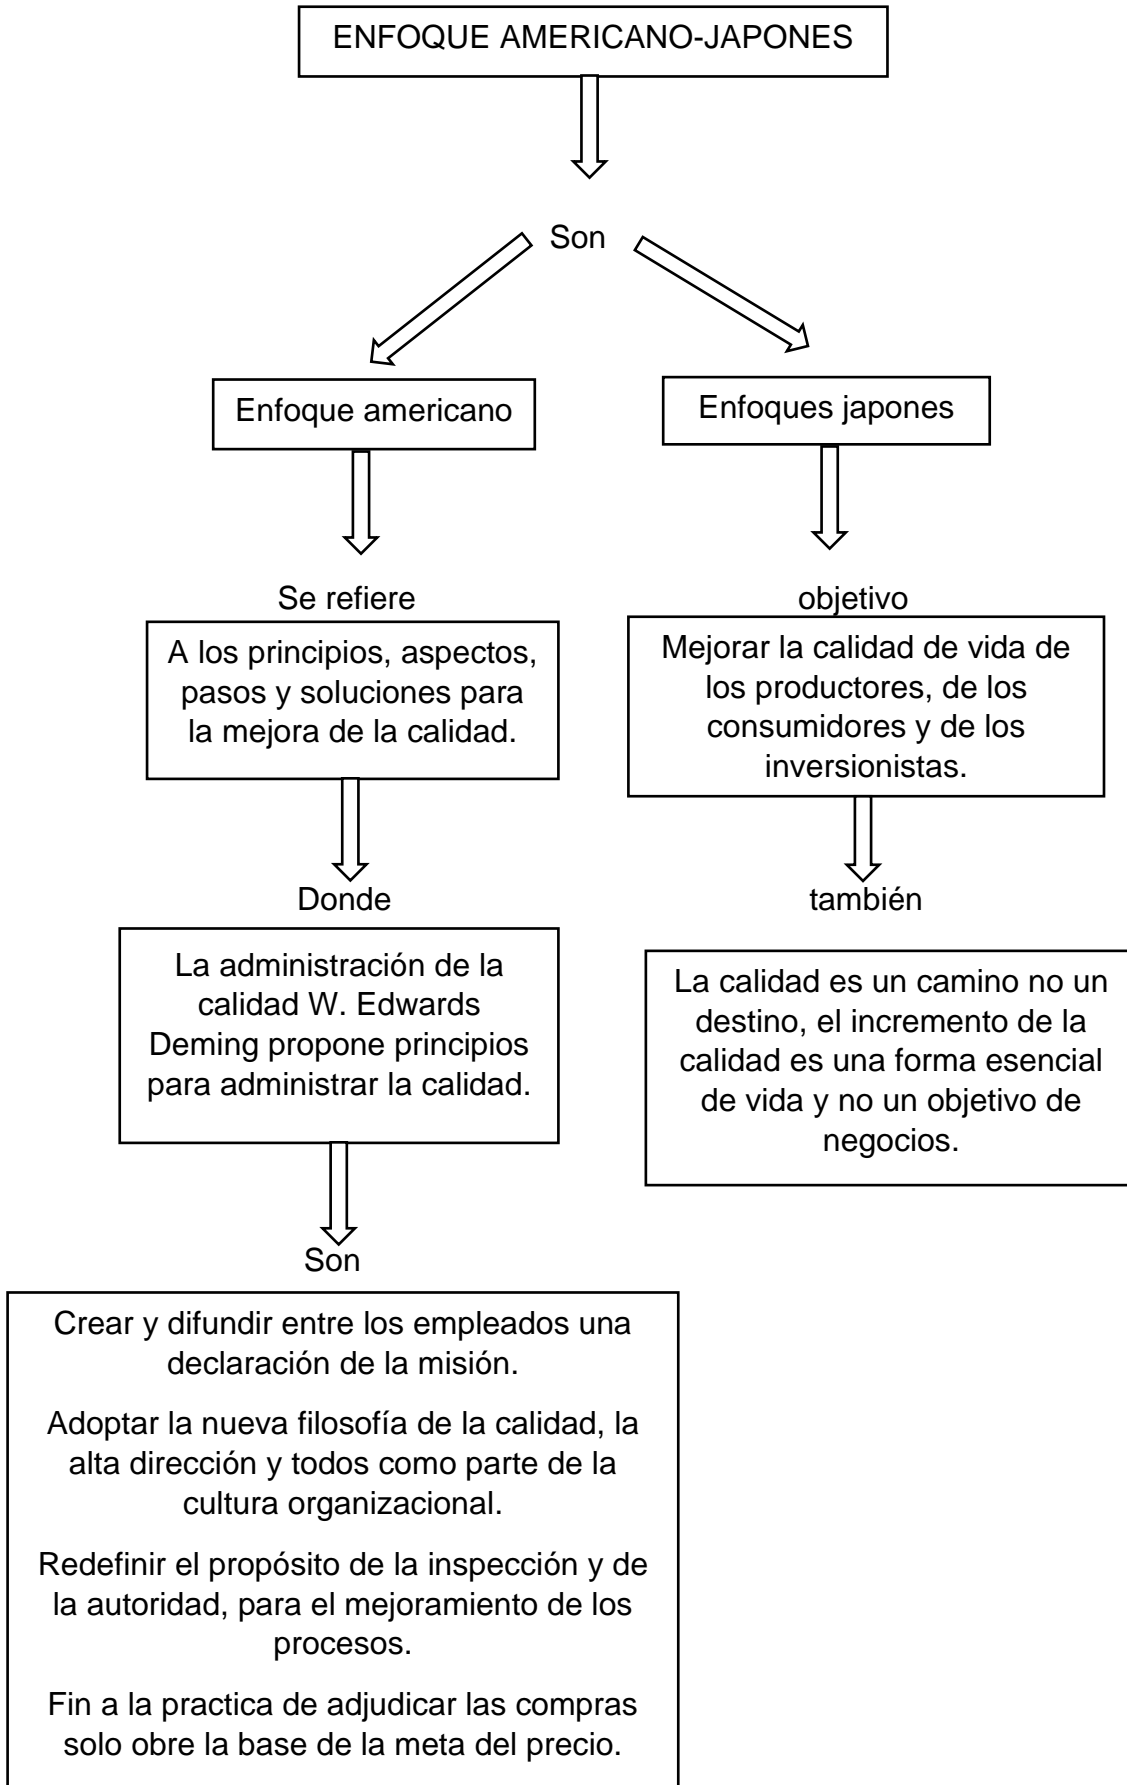 ENFOQUE AMERICANO-JAPONES
Son
Enfoque americano
Enfoques japones
Se refiere
A los principios, aspectos,
pasos y soluciones para
la mejora de la calidad.
Donde
La administración de la
calidad W. Edwards
Deming propone principios
para administrar la calidad.
Son
Crear y difundir entre los empleados una
declaración de la misión.
Adoptar la nueva filosofía de la calidad, la
alta dirección y todos como parte de la
cultura organizacional.
Redefinir el propósito de la inspección y de
la autoridad, para el mejoramiento de los
procesos.
Fin a la practica de adjudicar las compras
solo obre la base de la meta del precio.
objetivo
Mejorar la calidad de vida de
los productores, de los
consumidores y de los
inversionistas.
también
La calidad es un camino no un
destino, el incremento de la
calidad es una forma esencial
de vida y no un objetivo de
negocios.